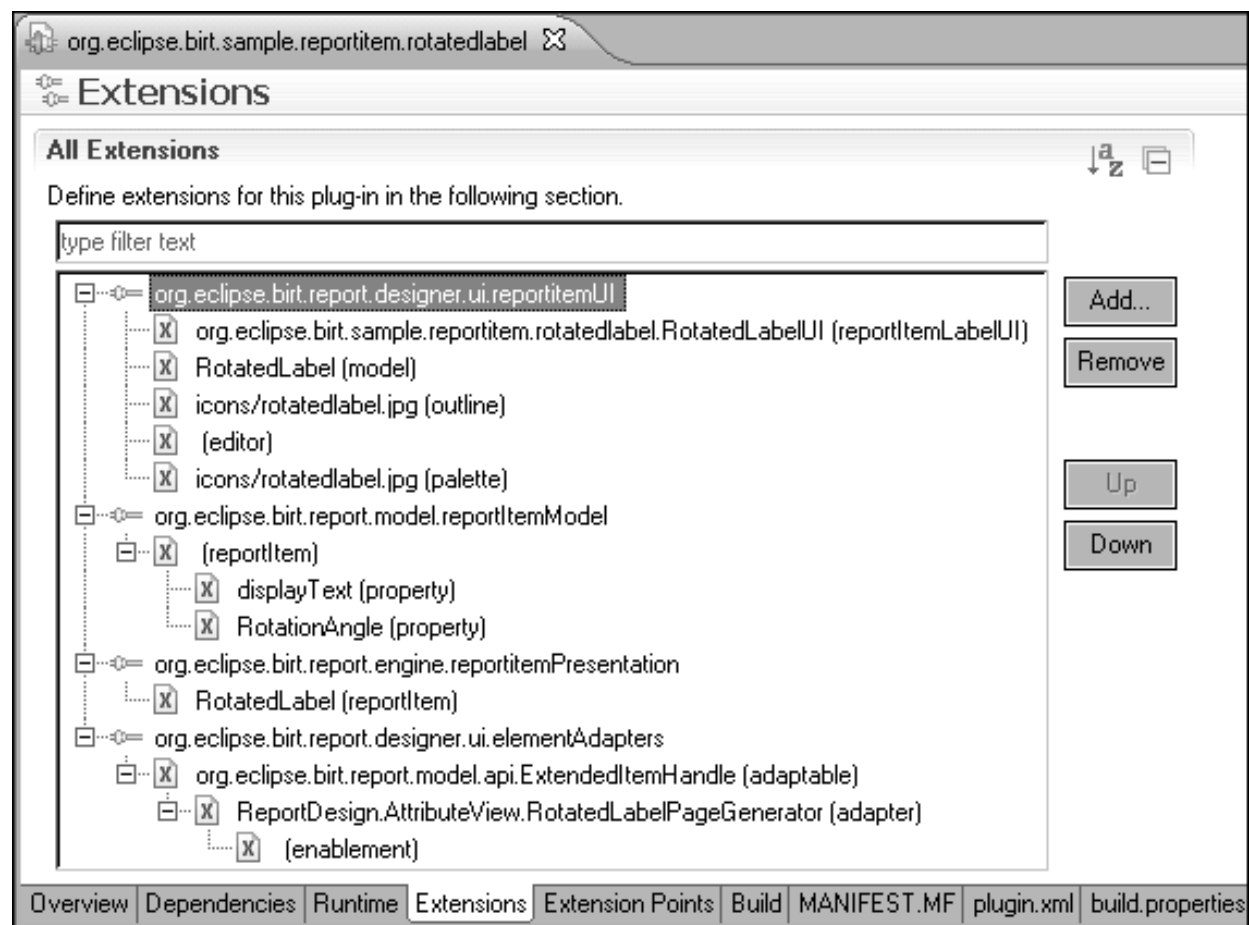 org.eclipse.birt.sample.reportitem.rotatedlabel
Extensions
All Extensions
Define extensions for this plug-in in the following section.
type filter text
org.eclipse.birt.report.designer.ui.reportitemUI
org.eclipse.birt.sample.reportitem.rotatedlabel.RotatedLabelUI (reportItemLabelUI)
RotatedLabel (model)
icons/rotatedlabel.jpg (outline)
(editor)
icons/rotatedlabel.jpg (palette)
org.eclipse.birt.report.model.reportItemModel
(reportItem)
displayText (property)
RotationAngle (property)
org.eclipse.birt.report.engine.reportitemPresentation
RotatedLabel (reportItem)
org.eclipse.birt.report.designer.ui.elementAdapters
org.eclipse.birt.report.model.api.ExtendedItemHandle (adaptable)
ReportDesign.AttributeView.RotatedLabelPageGenerator (adapter)
(enablement)
Add...
Remove
Up
Down
Overview Dependencies Runtime Extensions Extension Points Build MANIFEST.MF plugin.xml build.properties